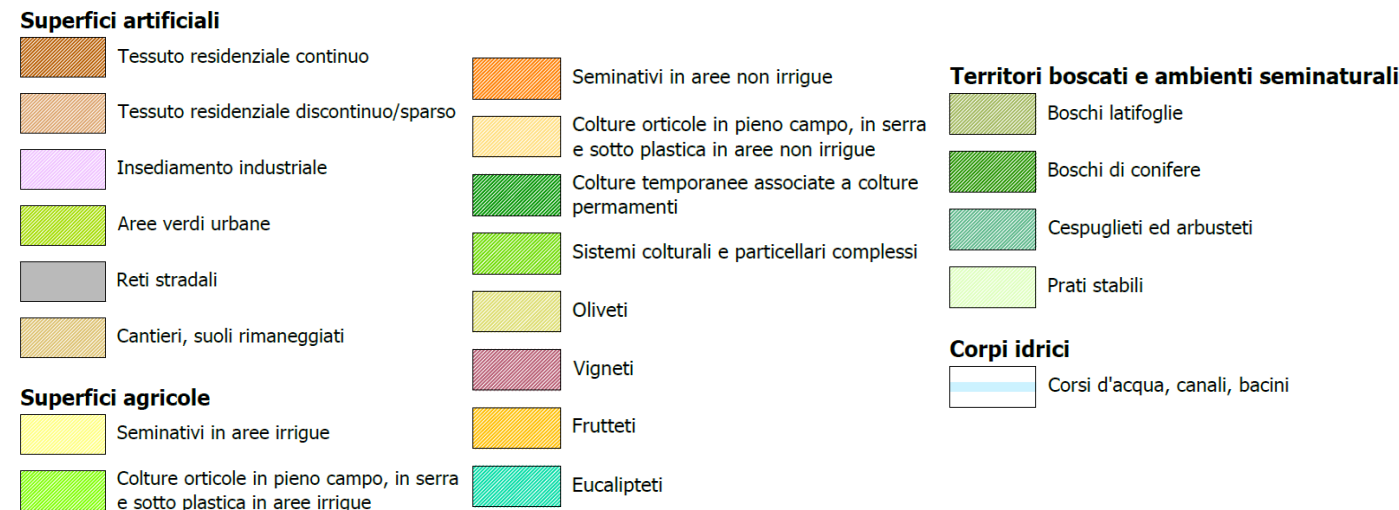 Superfici artificiali
Tessuto residenziale continuo
Tessuto residenziale discontinuo/sparso
Insediamento industriale
Aree verdi urbane
Reti stradali
Cantieri, suoli rimaneggiati
Superfici agricole
Seminativi in aree irrigue
Colture orticole in pieno campo, in serra
e sotto plastica in aree irrigue
Seminativi in aree non irrigue
Colture orticole in pieno campo, in serra
e sotto plastica in aree non irrigue
Colture temporanee associate a colture
permamenti
Sistemi colturali e particellari complessi
Oliveti
Vigneti
Frutteti
Eucalipteti
Territori boscati e ambienti seminaturali
Boschi latifoglie
Boschi di conifere
Cespuglieti ed arbusteti
Prati stabili
Corpi idrici
Corsi d'acqua, canali, bacini